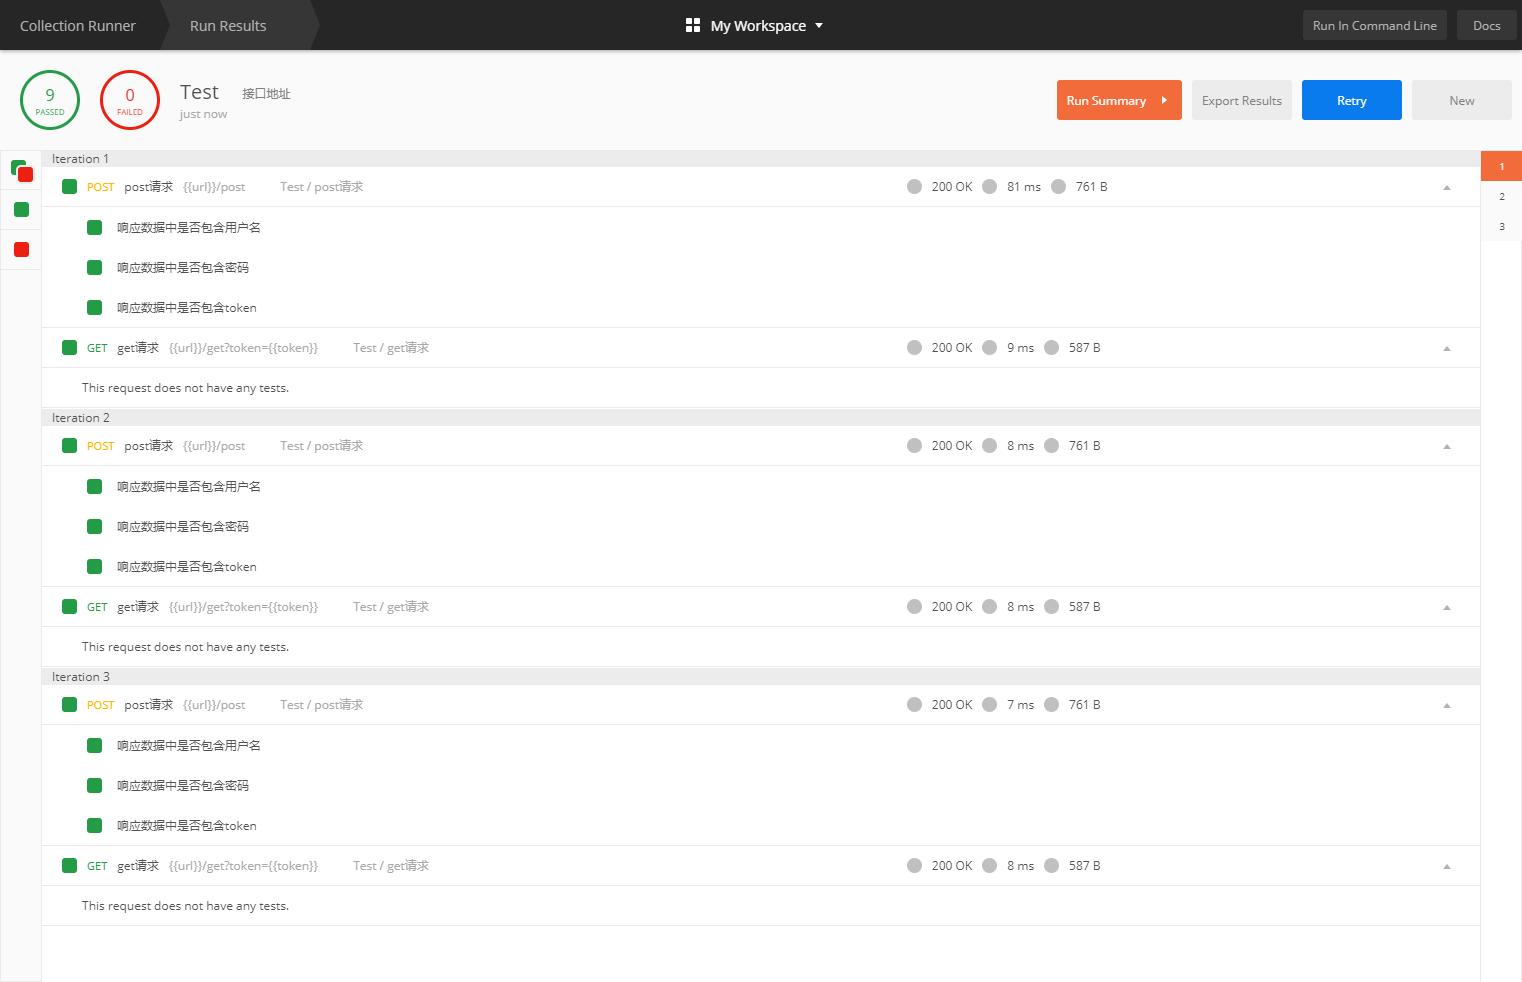 Collection Runner Run Results My Workspace Run In Command Line Docs
9 PASSED 0 FAILED Test 接口地址 just now Run Summary Export Results Retry New
Iteration 1
1
POST post请求 {{url}}/post Test / post请求 200 OK 81 ms 761 B
2
响应数据中是否包含用户名
3
响应数据中是否包含密码
响应数据中是否包含token
GET get请求 {{url}}/get?token={{token}} Test / get请求 200 OK 9 ms 587 B
This request does not have any tests.
Iteration 2
POST post请求 {{url}}/post Test / post请求 200 OK 8 ms 761 B
响应数据中是否包含用户名
响应数据中是否包含密码
响应数据中是否包含token
GET get请求 {{url}}/get?token={{token}} Test / get请求 200 OK 8 ms 587 B
This request does not have any tests.
Iteration 3
POST post请求 {{url}}/post Test / post请求 200 OK 7 ms 761 B
响应数据中是否包含用户名
响应数据中是否包含密码
响应数据中是否包含token
GET get请求 {{url}}/get?token={{token}} Test / get请求 200 OK 8 ms 587 B
This request does not have any tests.